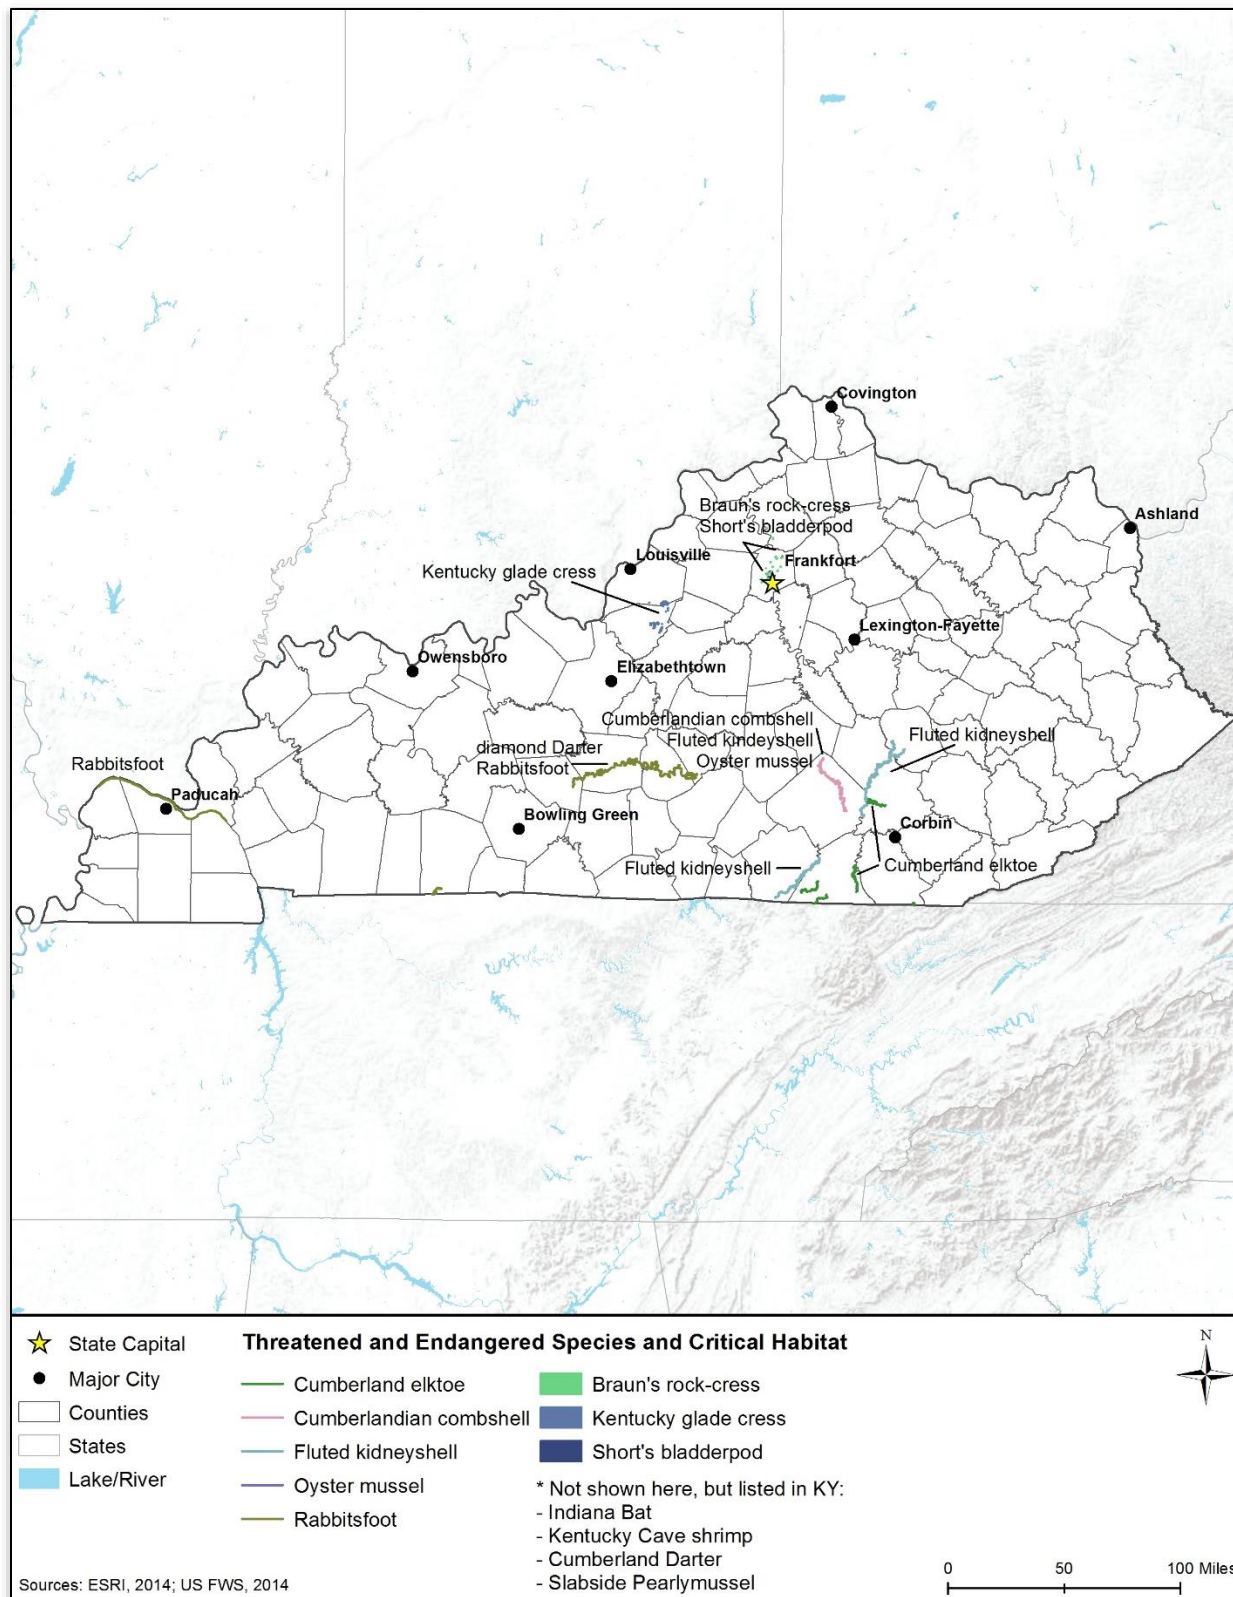 Covington
Braun's rock-cress
Short's bladderpod
Ashland
Louisville
Frankfort
Kentucky glade cress
Lexington-Fayette
Owensboro
Elizabethtown
Cumberlandian combshell
Fluted kindeyshell
Oyster mussel
Fluted kidneyshell
diamond Darter
Rabbitsfoot
Rabbitsfoot
Paducah
Bowling Green
Corbin
Fluted kidneyshell
Cumberland elktoe
State Capital
Major City
Counties
States
Lake/River
Threatened and Endangered Species and Critical Habitat
Cumberland elktoe
Cumberlandian combshell
Fluted kidneyshell
Oyster mussel
Rabbitsfoot
Braun's rock-cress
Kentucky glade cress
Short's bladderpod
* Not shown here, but listed in KY:
- Indiana Bat
- Kentucky Cave shrimp
- Cumberland Darter
- Slabside Pearlymussel
N
0 50 100 Miles
Sources: ESRI, 2014; US FWS, 2014